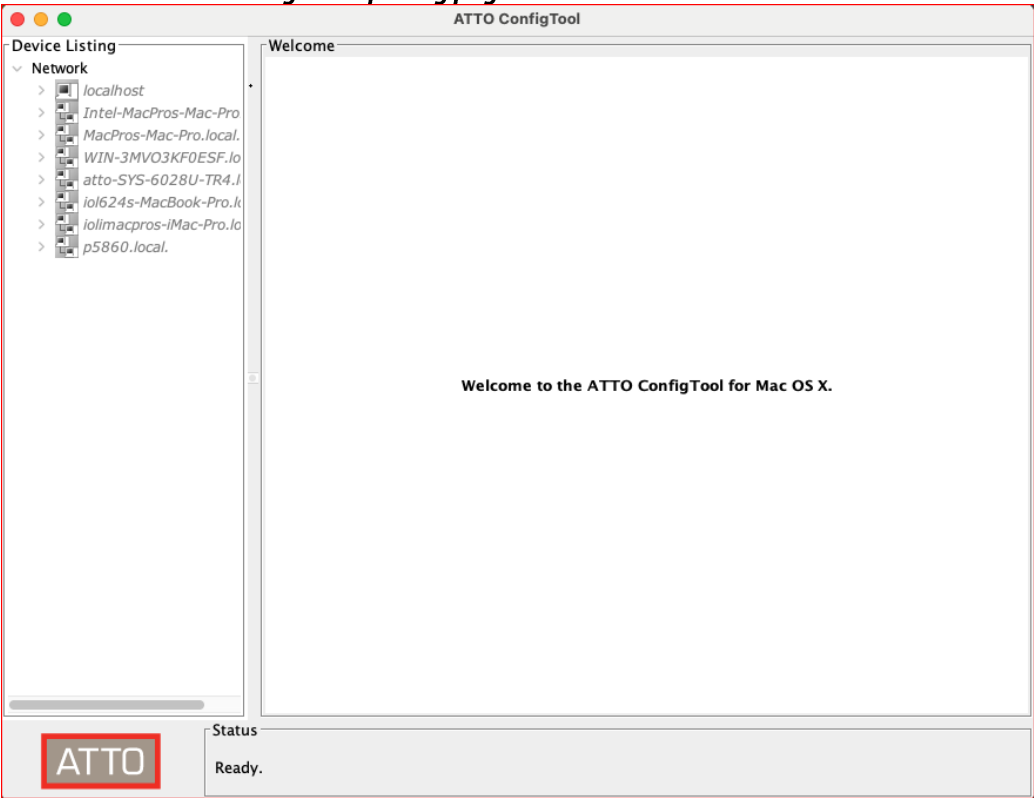 ATTO ConfigTool
Device Listing
Network
localhost
Intel-MacPros-Mac-Pro
MacPros-Mac-Pro.local.
WIN-3MVO3KF0ESF.lo
atto-SYS-6028U-TR4.l
iol624s-MacBook-Pro.lo
iolimacpros-iMac-Pro.lo
p5860.local.
Welcome
Welcome to the ATTO ConfigTool for Mac OS X.
ATTO
Status
Ready.